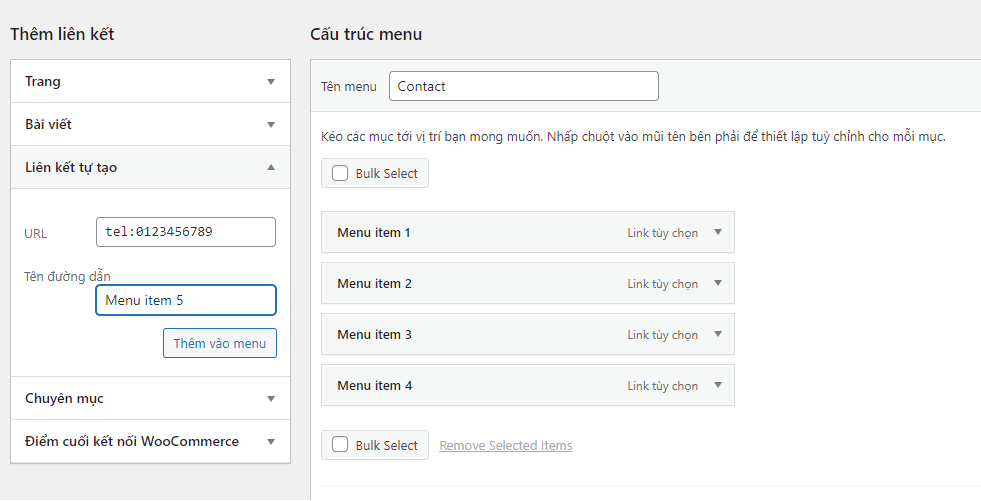 Thêm liên kết
Trang
Bài viết
Liên kết tự tạo
URL
tel:0123456789
Tên đường dẫn
Menu item 5
Thêm vào menu
Chuyên mục
Điểm cuối kết nối WooCommerce
Cấu trúc menu
Tên menu Contact
Kéo các mục tới vị trí bạn mong muốn. Nhấp chuột vào mũi tên bên phải để thiết lập tuỳ chỉnh cho mỗi mục.
Bulk Select
Menu item 1 Link tùy chọn
Menu item 2 Link tùy chọn
Menu item 3 Link tùy chọn
Menu item 4 Link tùy chọn
Bulk Select Remove Selected Items